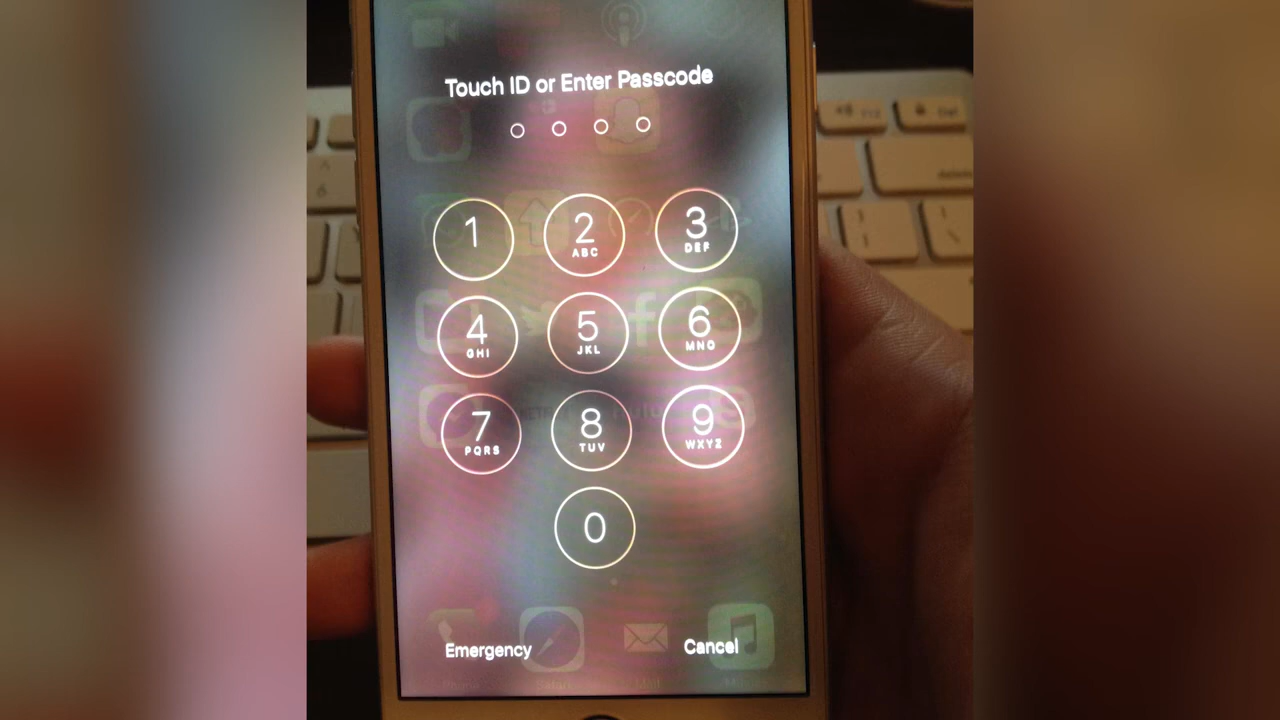 Touch ID or Enter Passcode
1
2
ABC
3
DEF
4
GHI
5
JKL
6
MNO
7
PQRS
8
TUV
9
WXYZ
0
Emergency
Cancel
delete